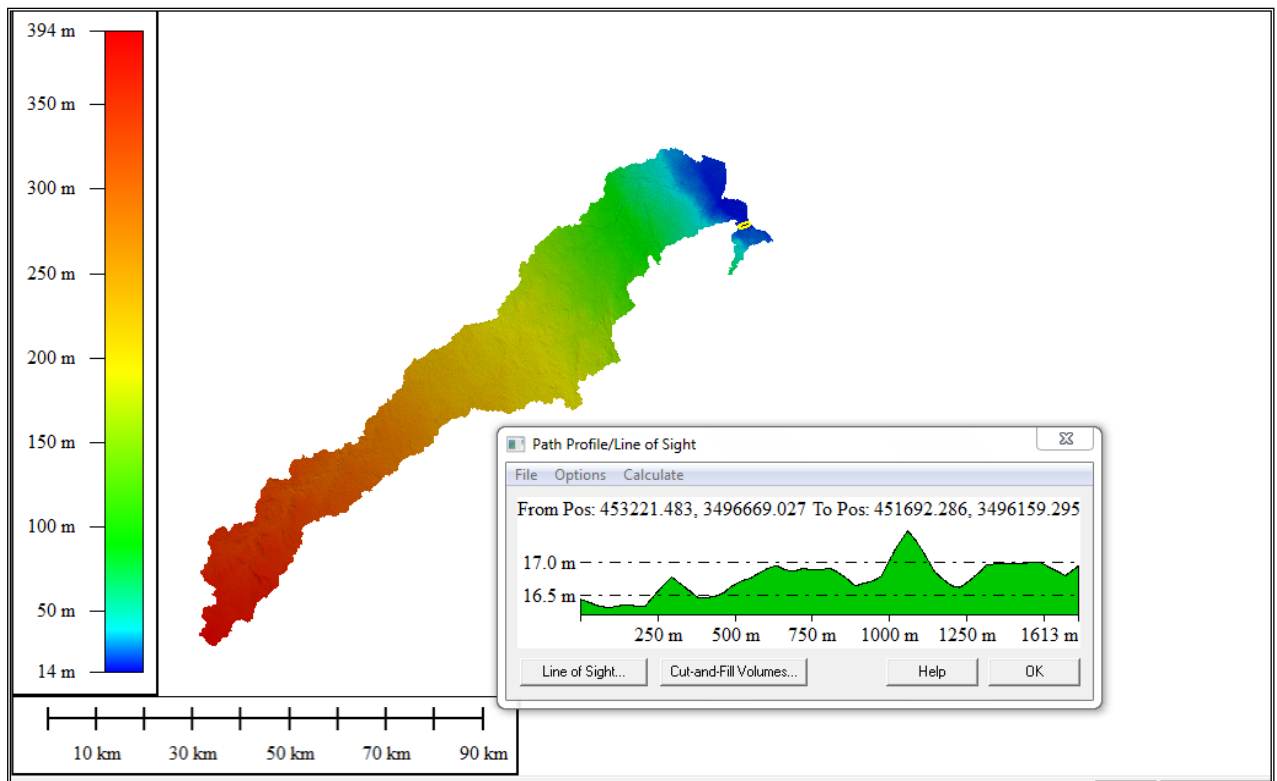 394 m
350 m
300 m
250 m
200 m
150 m
100 m
50 m
14 m
10 km 30 km 50 km 70 km 90 km
Path Profile/Line of Sight
File Options Calculate
From Pos: 453221.483, 3496669.027 To Pos: 451692.286, 3496159.295
17.0 m
16.5 m
250 m 500 m 750 m 1000 m 1250 m 1613 m
Line of Sight... Cut-and-Fill Volumes... Help OK